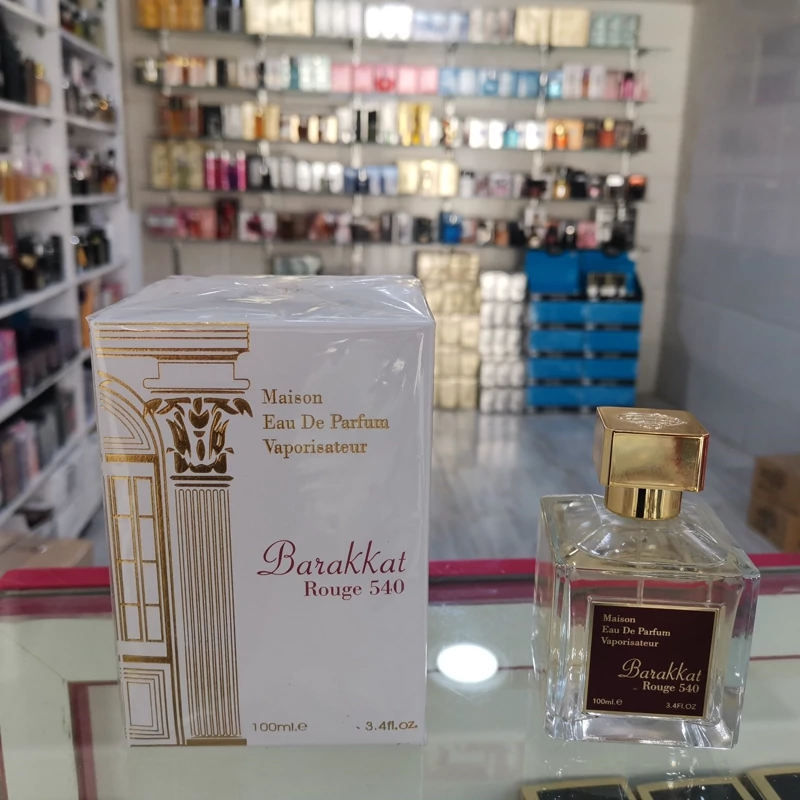 Maison
Eau De Parfum
Vaporisateur
Barakkat
Rouge 540
100ml.e
3.4fl.oz
Maison
Eau De Parfum
Vaporisateur
Barakkat
Rouge 540
100ml.e
3.4FL.OZ